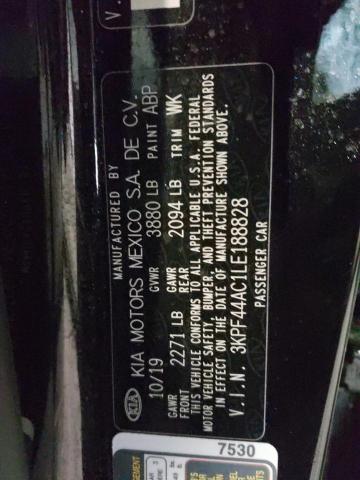 MANUFACTURED BY
KIA KIA MOTORS MEXICO S.A. DE C.V.
10/19 GVWR 3880 LB PAINT ABP
GAWR FRONT 2271 LB GAWR REAR 2094 LB TRIM WK
THIS VEHICLE CONFORMS TO ALL APPLICABLE U.S.A. FEDERAL
MOTOR VEHICLE SAFETY, BUMPER, AND THEFT PREVENTION STANDARDS
IN EFFECT ON THE DATE OF MANUFACTURE SHOWN ABOVE.
V.I.N. 3KPF44AC1LE188828
PASSENGER CAR
7530
V.